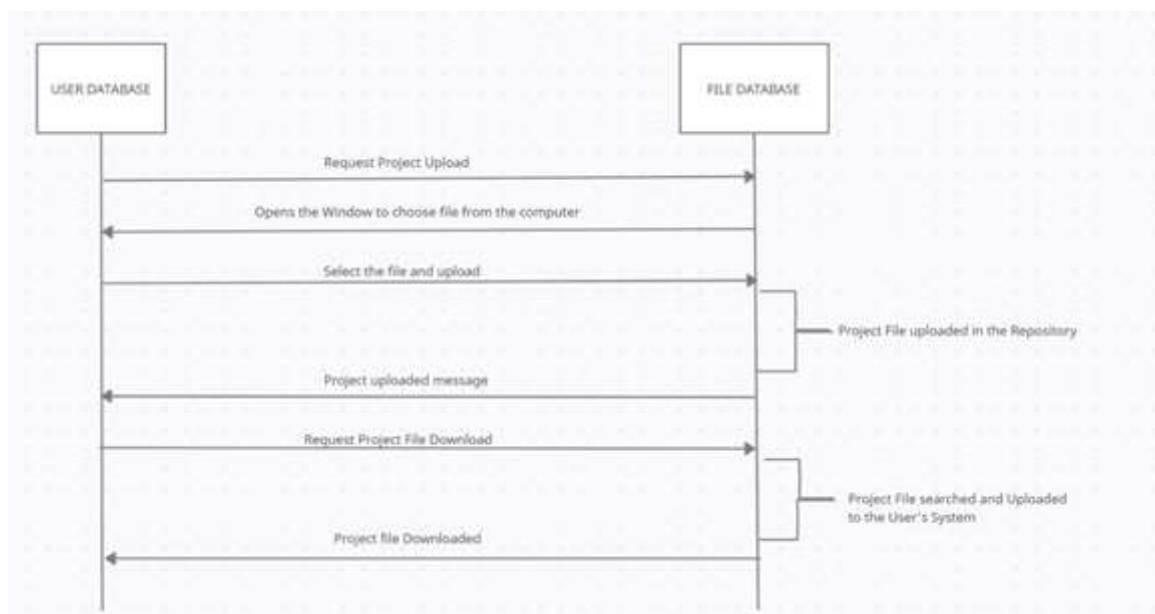 USER DATABASE
FILE DATABASE
Request Project Upload
Opens the Window to choose file from the computer
Select the file and upload
Project File uploaded in the Repository
Project uploaded message
Request Project File Download
Project File searched and Uploaded
to the User's System
Project file Downloaded